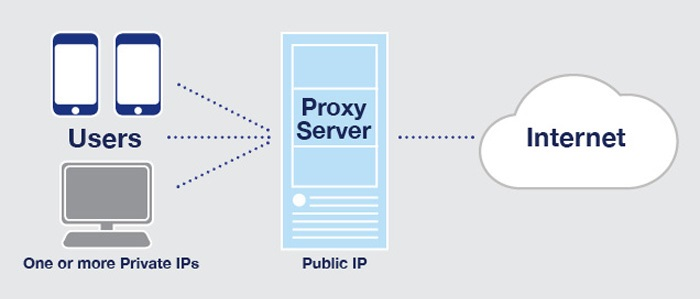 Users
One or more Private IPs
Proxy
Server
Public IP
Internet